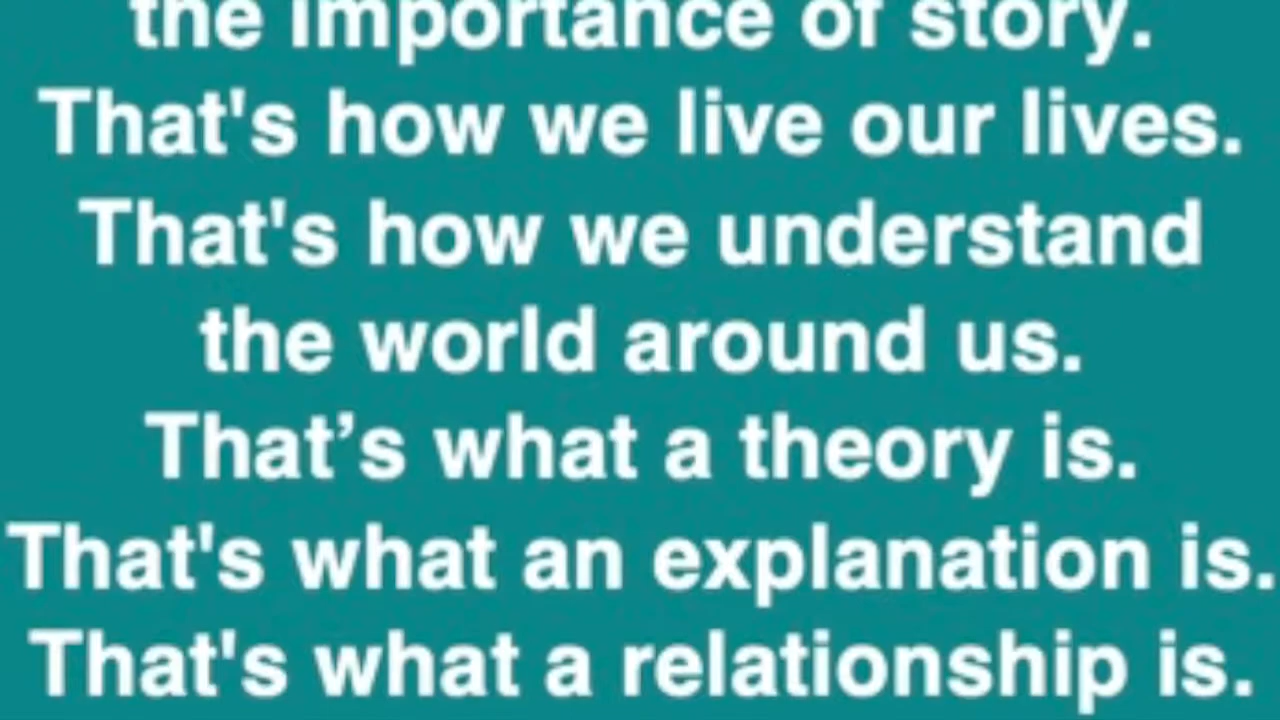 the importance of story.
That's how we live our lives.
That's how we understand
the world around us.
That’s what a theory is.
That's what an explanation is.
That's what a relationship is.